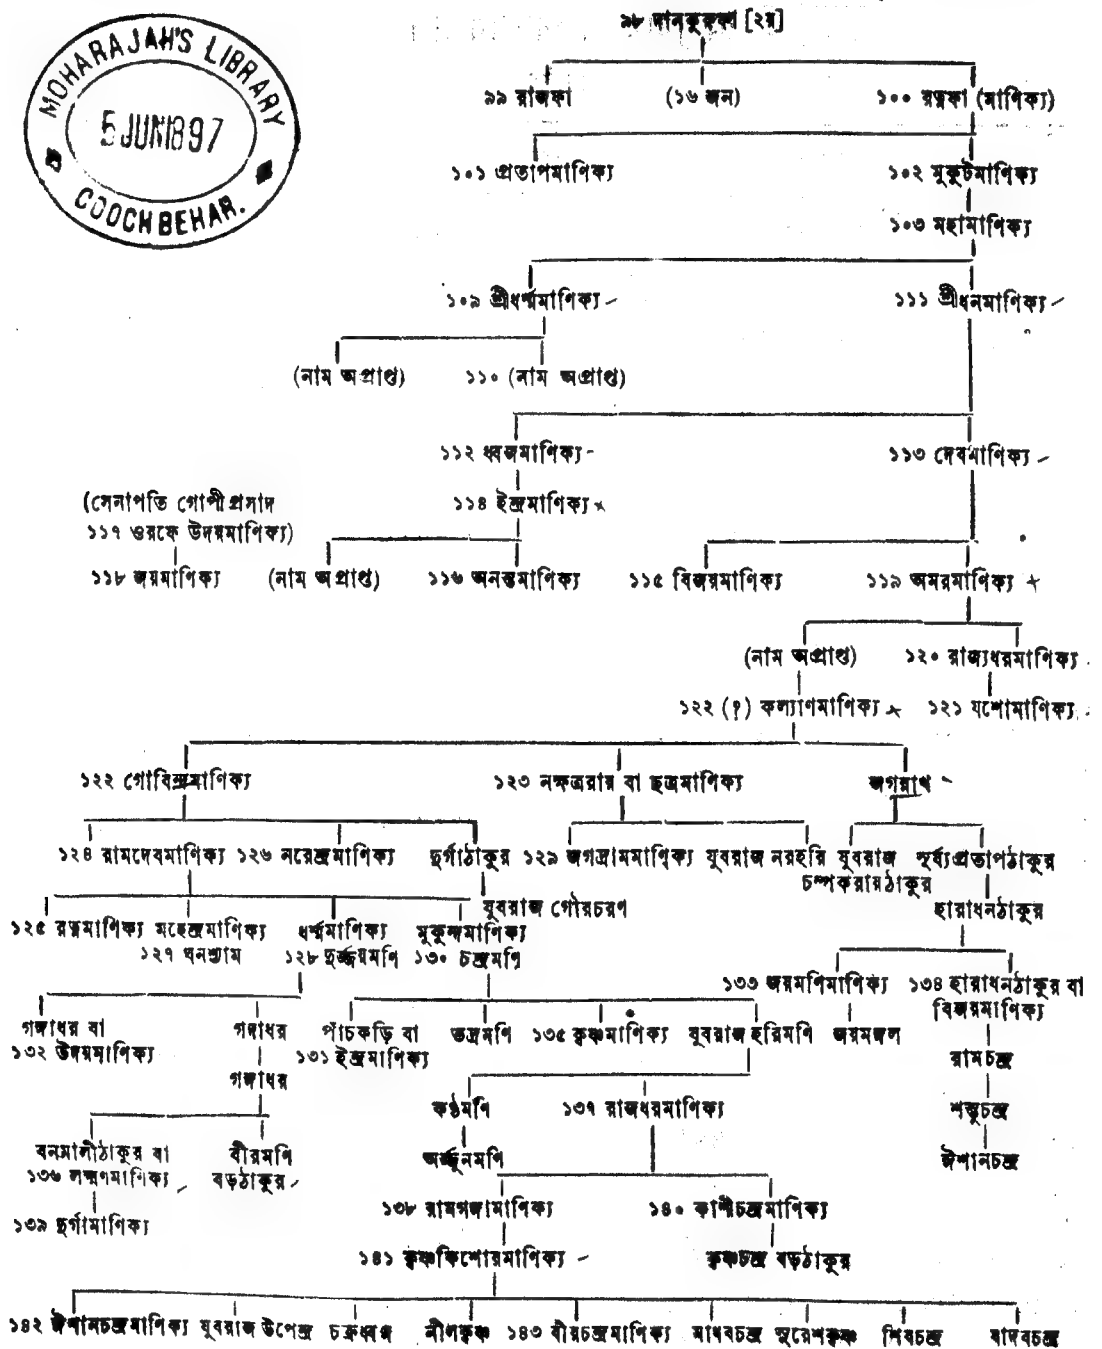 ৯৮ দানকুরুফা [২য়]
MOHARAJAH'S LIBRARY
5 JUN 1897
COOCH BEHAR.
৯৯ রাজফা (১৬ জন) ১০০ রত্নফা (মাণিক্য)
১০১ প্রতাপমাণিক্য ১০২ মুকুটমাণিক্য
১০৩ মহামাণিক্য
১০৯ শ্রীধর্ম্মমাণিক্য ১১১ শ্রীধনমাণিক্য
(নাম অপ্রাপ্ত) ১১০ (নাম অপ্রাপ্ত)
১১২ ধ্বজমাণিক্য ১১৩ দেবমাণিক্য
(সেনাপতি গোপীপ্রসাদ ১১৪ ইন্দ্রমাণিক্য
১১৭ ওরফে উদয়মাণিক্য)
১১৮ জয়মাণিক্য (নাম অপ্রাপ্ত) ১১৬ অনন্তমাণিক্য ১১৫ বিজয়মাণিক্য ১১৯ অমরমাণিক্য
(নাম অপ্রাপ্ত) ১২০ রাজ্যধরমাণিক্য
১২২ (?) কল্যাণমাণিক্য ১২১ যশোমাণিক্য
১২২ গোবিন্দমাণিক্য ১২৩ নক্ষত্ররায় বা ছত্রমাণিক্য জগন্নাথ
১২৪ রামদেবমাণিক্য ১২৬ নরেন্দ্রমাণিক্য দুর্গাঠাকুর ১২৯ জগত্রামমাণিক্য যুবরাজ নরহরি যুবরাজ সূর্য্যপ্রতাপঠাকুর
চম্পকরায়ঠাকুর
যুবরাজ গৌরচরণ হারাধনঠাকুর
১২৫ রত্নমাণিক্য মহেন্দ্রমাণিক্য ধর্ম্মমাণিক্য মুকুন্দমাণিক্য
১২৭ ঘনশ্যাম ১২৮ দুর্জ্জয়মণি ১৩০ চন্দ্রমণি
১৩৩ জয়মণিমাণিক্য ১৩৪ হারাধনঠাকুর বা
বিজয়মাণিক্য
গঙ্গাধর বা গঙ্গাধর পাঁচকড়ি বা ভদ্রমণি ১৩৫ কৃষ্ণমাণিক্য যুবরাজ হরিমণি জয়মঙ্গল
১৩২ উদয়মাণিক্য ১৩১ ইন্দ্রমাণিক্য রামচন্দ্র
গঙ্গাধর
কণ্ঠমণি ১৩৭ রাজধরমাণিক্য শম্ভুচন্দ্র
বনমালীঠাকুর বা বীরমণি অর্জ্জুনমণি ঈশানচন্দ্র
১৩৬ লক্ষ্মণমাণিক্য বড়ঠাকুর
১৩৯ দুর্গামাণিক্য ১৩৮ রামগঙ্গামাণিক্য ১৪০ কাশীচন্দ্রমাণিক্য
১৪১ কৃষ্ণকিশোরমাণিক্য কৃষ্ণচন্দ্র বড়ঠাকুর
১৪২ ঈশানচন্দ্রমাণিক্য যুবরাজ উপেন্দ্র চক্রধ্বজ নীলকৃষ্ণ ১৪৩ বীরচন্দ্রমাণিক্য মাধবচন্দ্র সুরেশকৃষ্ণ শিবচন্দ্র যাদবচন্দ্র